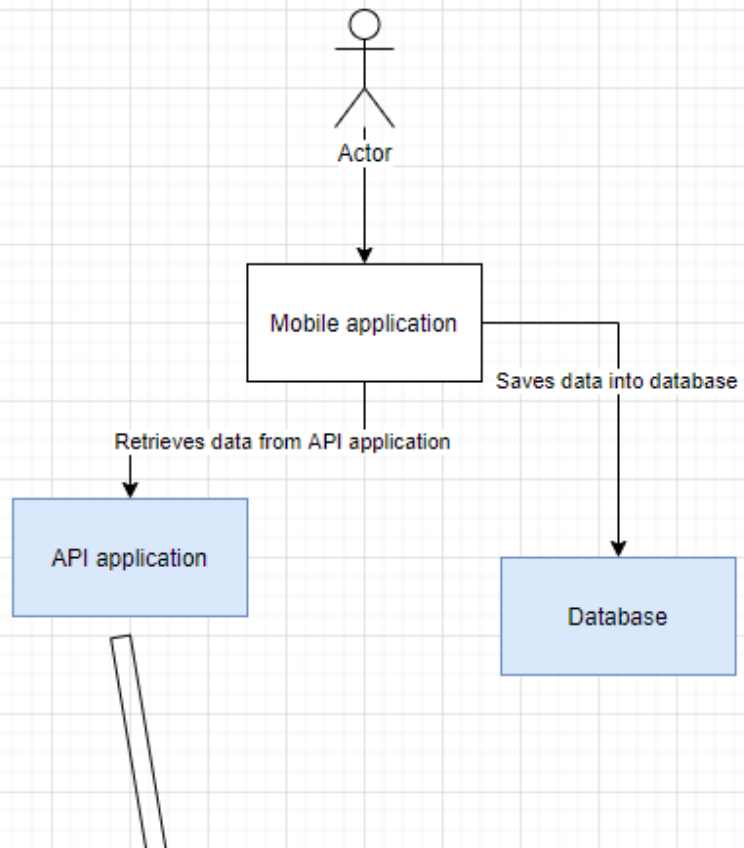 Actor
Mobile application
Saves data into database
Retrieves data from API application
API application
Database